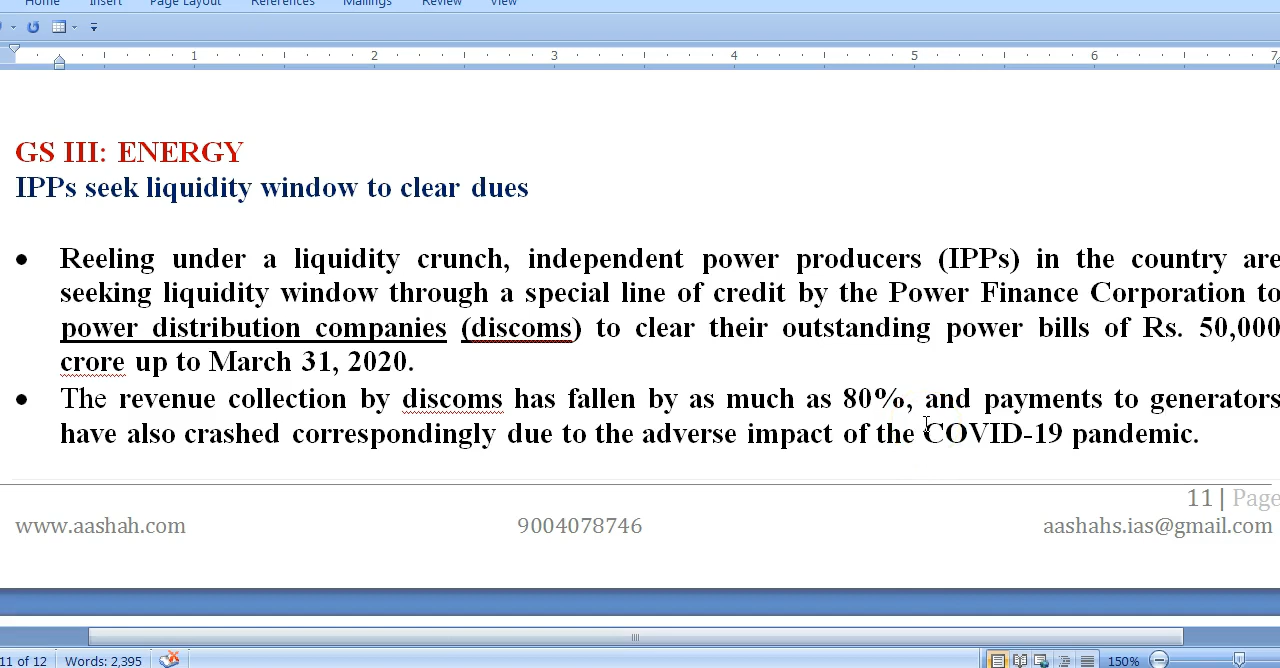 Home Insert Page Layout References Mailings Review View
1 2 3 4 5 6 7
GS III: ENERGY
IPPs seek liquidity window to clear dues
• Reeling under a liquidity crunch, independent power producers (IPPs) in the country are
seeking liquidity window through a special line of credit by the Power Finance Corporation to
power distribution companies (discoms) to clear their outstanding power bills of Rs. 50,000
crore up to March 31, 2020.
• The revenue collection by discoms has fallen by as much as 80%, and payments to generators
have also crashed correspondingly due to the adverse impact of the COVID-19 pandemic.
11 | Page
www.aashah.com 9004078746 aashahs.ias@gmail.com
11 of 12 Words: 2,395 150%